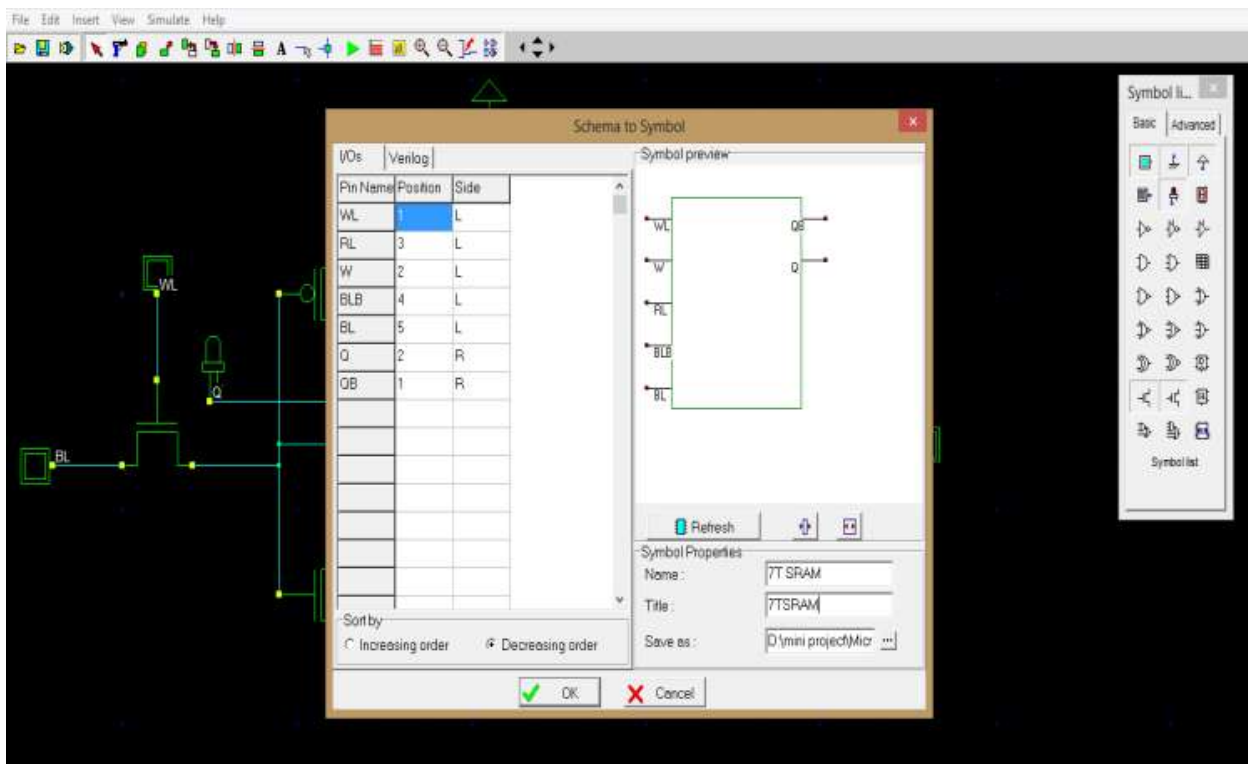 File Edit Insert View Simulate Help
A
Symbol li...
Basic Advanced
Schema to Symbol
I/Os Verilog
Symbol preview
Pin Name Position Side
WL 1 L
RL 3 L
W 2 L
BLB 4 L
BL 5 L
Q 2 R
QB 1 R
WL QB
W Q
RL
BLB
BL
WL
Q
BL
Symbol list
Refresh
Symbol Properties
Name : 7T SRAM
Title : 7TSRAM
Save as : D:\mini project\Micr ...
Sort by
Increasing order Decreasing order
OK Cancel